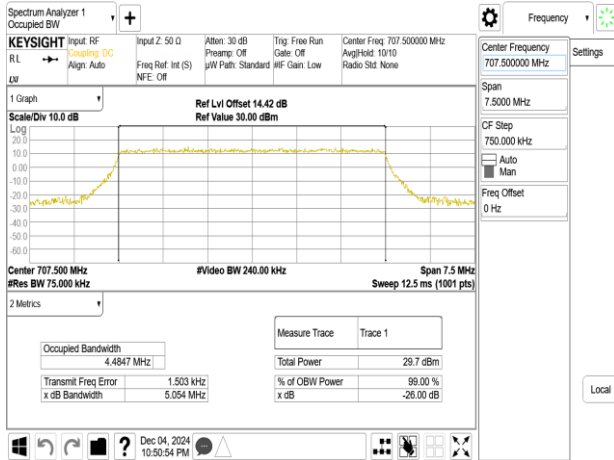 Spectrum Analyzer 1
Occupied BW
+
Frequency
KEYSIGHT
RL
LXI
Input: RF
Coupling: DC
Align: Auto
Input Z: 50 Ω
Freq Ref: Int (S)
NFE: Off
Atten: 30 dB
Preamp: Off
µW Path: Standard
Trig: Free Run
Gate: Off
#IF Gain: Low
Center Freq: 707.500000 MHz
Avg|Hold: 10/10
Radio Std: None
Center Frequency
707.500000 MHz
Settings
Span
7.5000 MHz
CF Step
750.000 kHz
Auto
Man
Freq Offset
0 Hz
Local
1 Graph
Scale/Div 10.0 dB
Ref Lvl Offset 14.42 dB
Ref Value 30.00 dBm
Log
20.0
10.0
0.00
-10.0
-20.0
-30.0
-40.0
-50.0
-60.0
Center 707.500 MHz
#Video BW 240.00 kHz
Span 7.5 MHz
#Res BW 75.000 kHz
Sweep 12.5 ms (1001 pts)
2 Metrics
Measure Trace Trace 1
Occupied Bandwidth
4.4847 MHz
Total Power 29.7 dBm
Transmit Freq Error 1.503 kHz
% of OBW Power 99.00 %
x dB Bandwidth 5.054 MHz
x dB -26.00 dB
?
Dec 04, 2024
10:50:54 PM